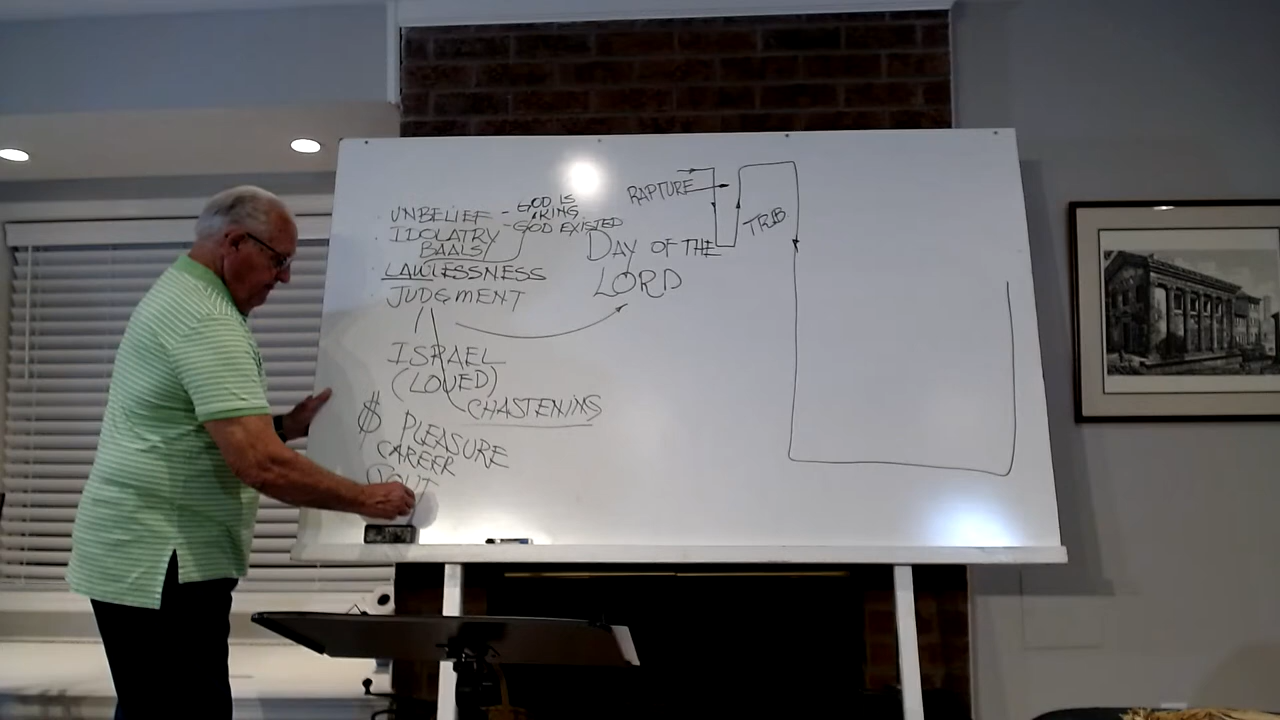 UNBELIEF - GOD IS
AKING
IDOLATRY - GOD EXISTED
BAALS
LAWLESSNESS
JUDGMENT
ISRAEL
(LOVED)
CHASTENING
$ PLEASURE
CAREER
RAPTURE
DAY OF THE
LORD
TRIB